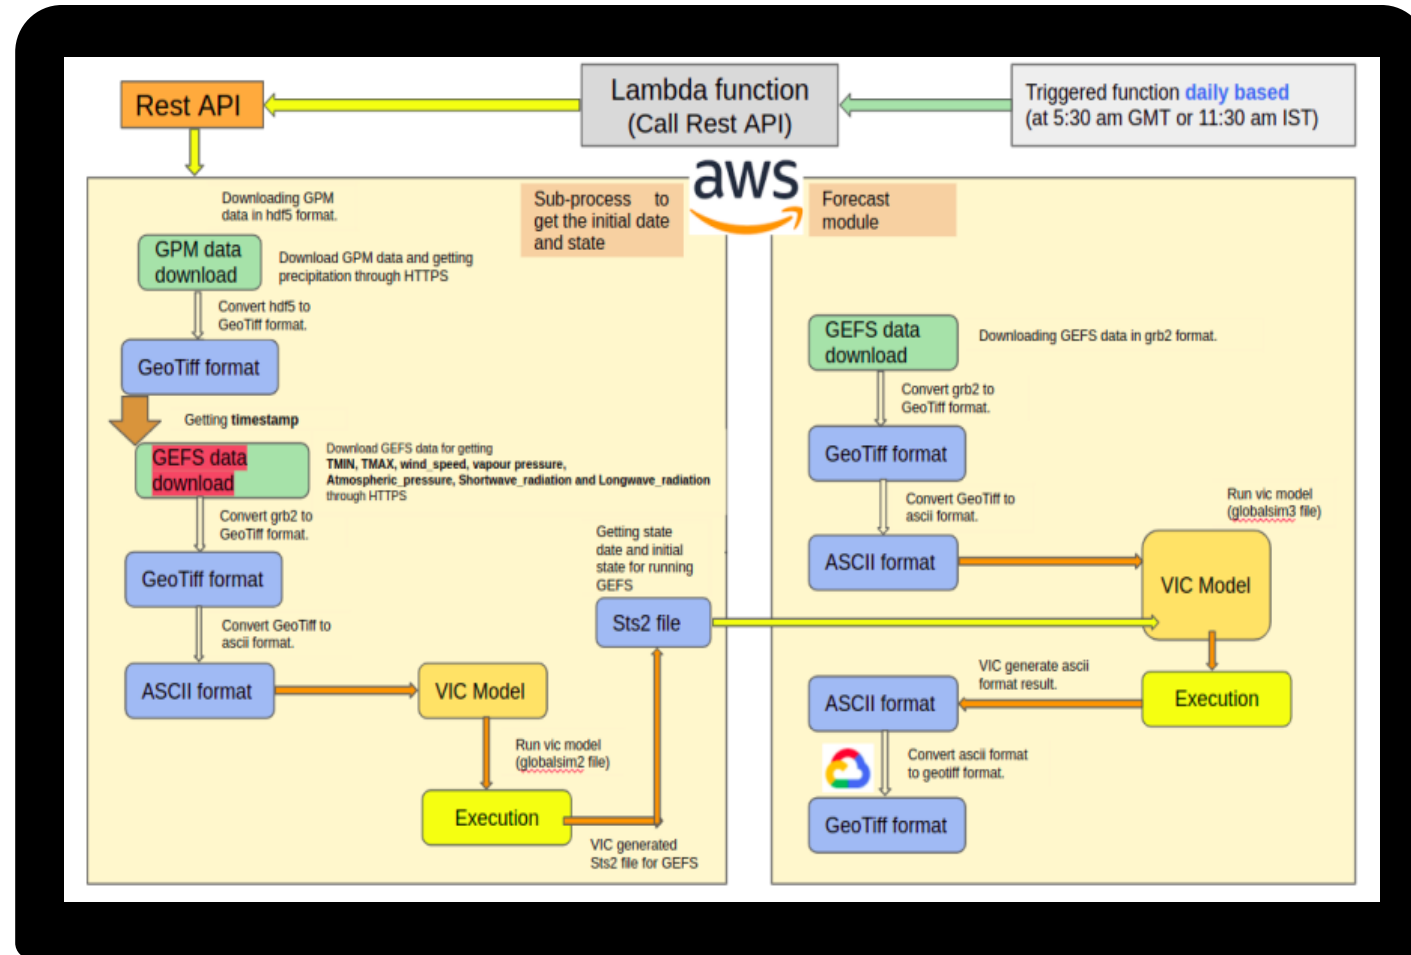 Rest API
Lambda function
(Call Rest API)
Triggered function daily based
(at 5:30 am GMT or 11:30 am IST)
aws
Downloading GPM
data in hdf5 format.
Sub-process to
get the initial date
and state
GPM data
download
Download GPM data and getting
precipitation through HTTPS
Convert hdf5 to
GeoTiff format.
GeoTiff format
Getting timestamp
GEFS data
download
Download GEFS data for getting
TMIN, TMAX, wind_speed, vapour pressure,
Atmospheric_pressure, Shortwave_radiation and Longwave_radiation
through HTTPS
Convert grb2 to
GeoTiff format.
GeoTiff format
Convert GeoTiff to
ascii format.
ASCII format
VIC Model
Run vic model
(globalsim2 file)
Execution
VIC generated
Sts2 file for GEFS
Getting state
date and initial
state for running
GEFS
Sts2 file
Forecast
module
GEFS data
download
Downloading GEFS data in grb2 format.
Convert grb2 to
GeoTiff format.
GeoTiff format
Convert GeoTiff to
ascii format.
ASCII format
Run vic model
(globalsim3 file)
VIC Model
Execution
VIC generate ascii
format result.
ASCII format
Convert ascii format
to geotiff format.
GeoTiff format